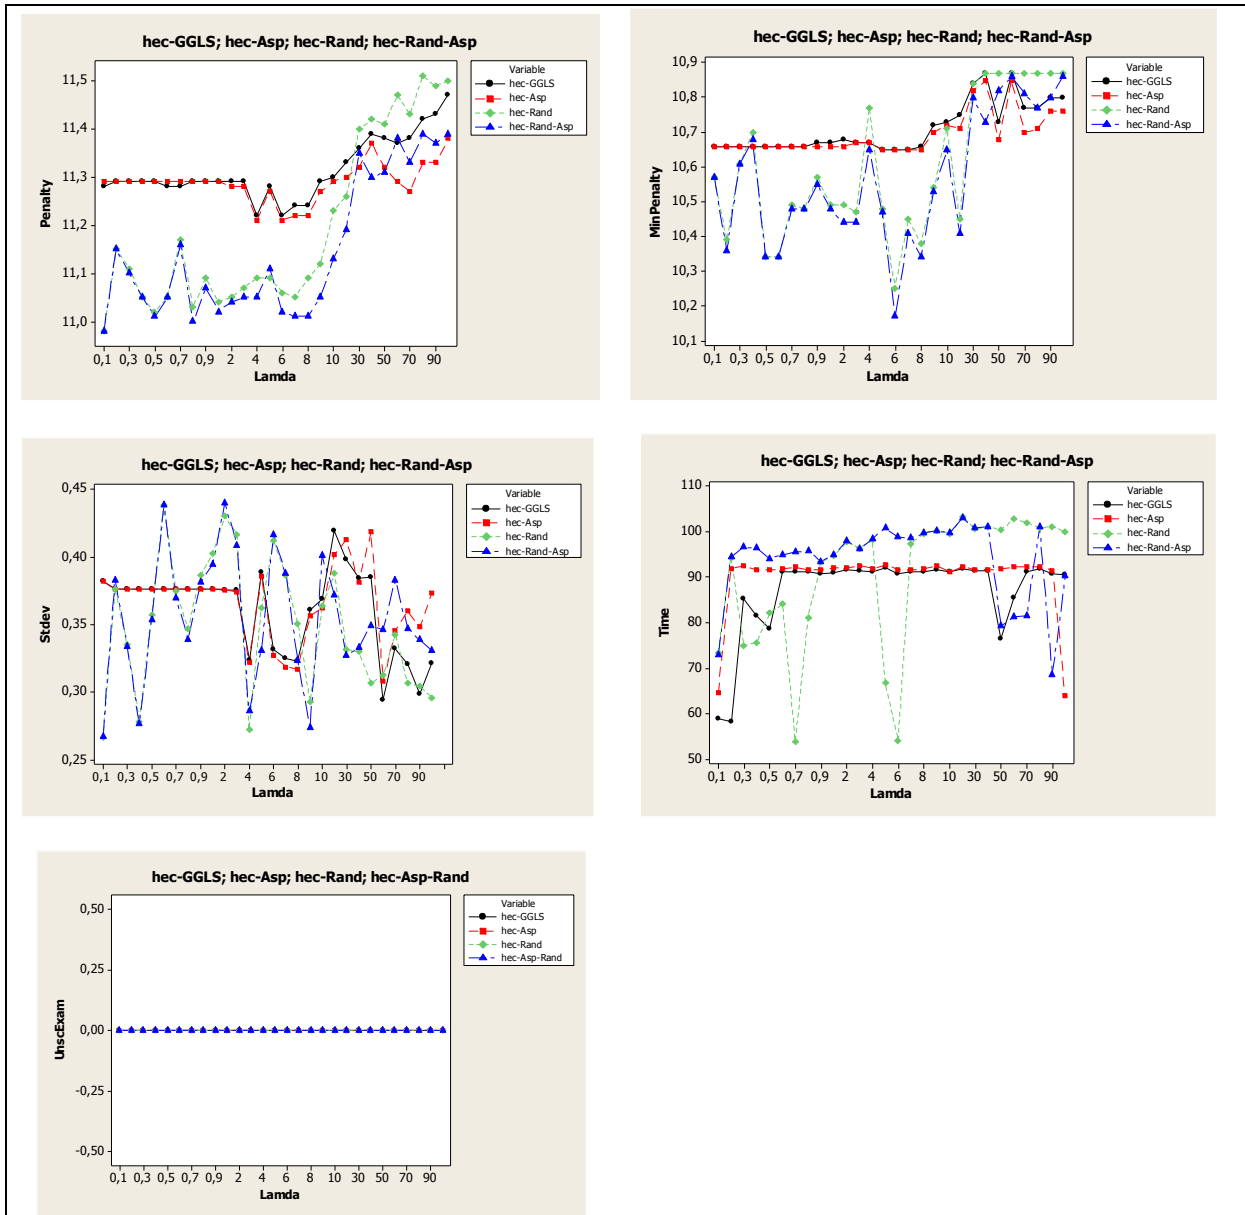 hec-GGLS; hec-Asp; hec-Rand; hec-Rand-Asp
Variable
hec-GGLS
hec-Asp
hec-Rand
hec-Rand-Asp
11,5
11,4
11,3
11,2
11,1
11,0
Penalty
0,1 0,3 0,5 0,7 0,9 2 4 6 8 10 30 50 70 90
Lamda
hec-GGLS; hec-Asp; hec-Rand; hec-Rand-Asp
Variable
hec-GGLS
hec-Asp
hec-Rand
hec-Rand-Asp
10,9
10,8
10,7
10,6
10,5
10,4
10,3
10,2
10,1
MinPenalty
0,1 0,3 0,5 0,7 0,9 2 4 6 8 10 30 50 70 90
Lamda
hec-GGLS; hec-Asp; hec-Rand; hec-Rand-Asp
Variable
hec-GGLS
hec-Asp
hec-Rand
hec-Rand-Asp
0,45
0,40
0,35
0,30
0,25
Stdev
0,1 0,3 0,5 0,7 0,9 2 4 6 8 10 30 50 70 90
Lamda
hec-GGLS; hec-Asp; hec-Rand; hec-Rand-Asp
Variable
hec-GGLS
hec-Asp
hec-Rand
hec-Rand-Asp
110
100
90
80
70
60
50
Time
0,1 0,3 0,5 0,7 0,9 2 4 6 8 10 30 50 70 90
Lamda
hec-GGLS; hec-Asp; hec-Rand; hec-Asp-Rand
Variable
hec-GGLS
hec-Asp
hec-Rand
hec-Asp-Rand
0,50
0,25
0,00
-0,25
-0,50
UnscExam
0,1 0,3 0,5 0,7 0,9 2 4 6 8 10 30 50 70 90
Lamda